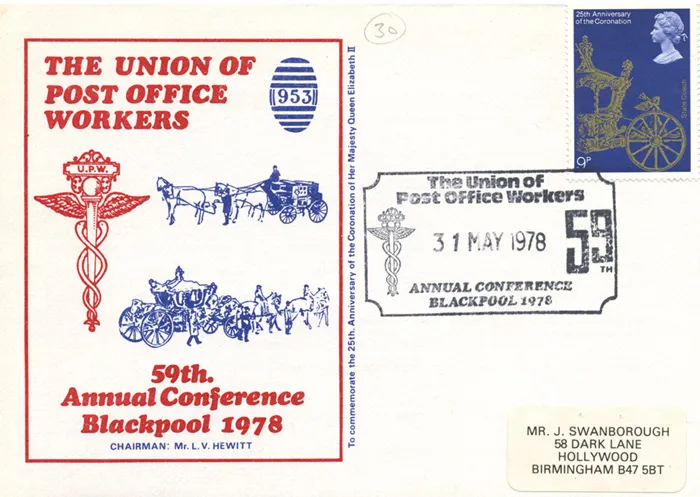 THE UNION OF
POST OFFICE
WORKERS
953
U.P.W.
59th.
Annual Conference
Blackpool 1978
CHAIRMAN: Mr. L.V. HEWITT
To commemorate the 25th. Anniversary of the Coronation of Her Majesty Queen Elizabeth II
30
25th Anniversary
of the Coronation
State Coach
9P
The Union of
Post Office Workers
31 MAY 1978
59TH
ANNUAL CONFERENCE
BLACKPOOL 1978
MR. J. SWANBOROUGH
58 DARK LANE
HOLLYWOOD
BIRMINGHAM B47 5BT